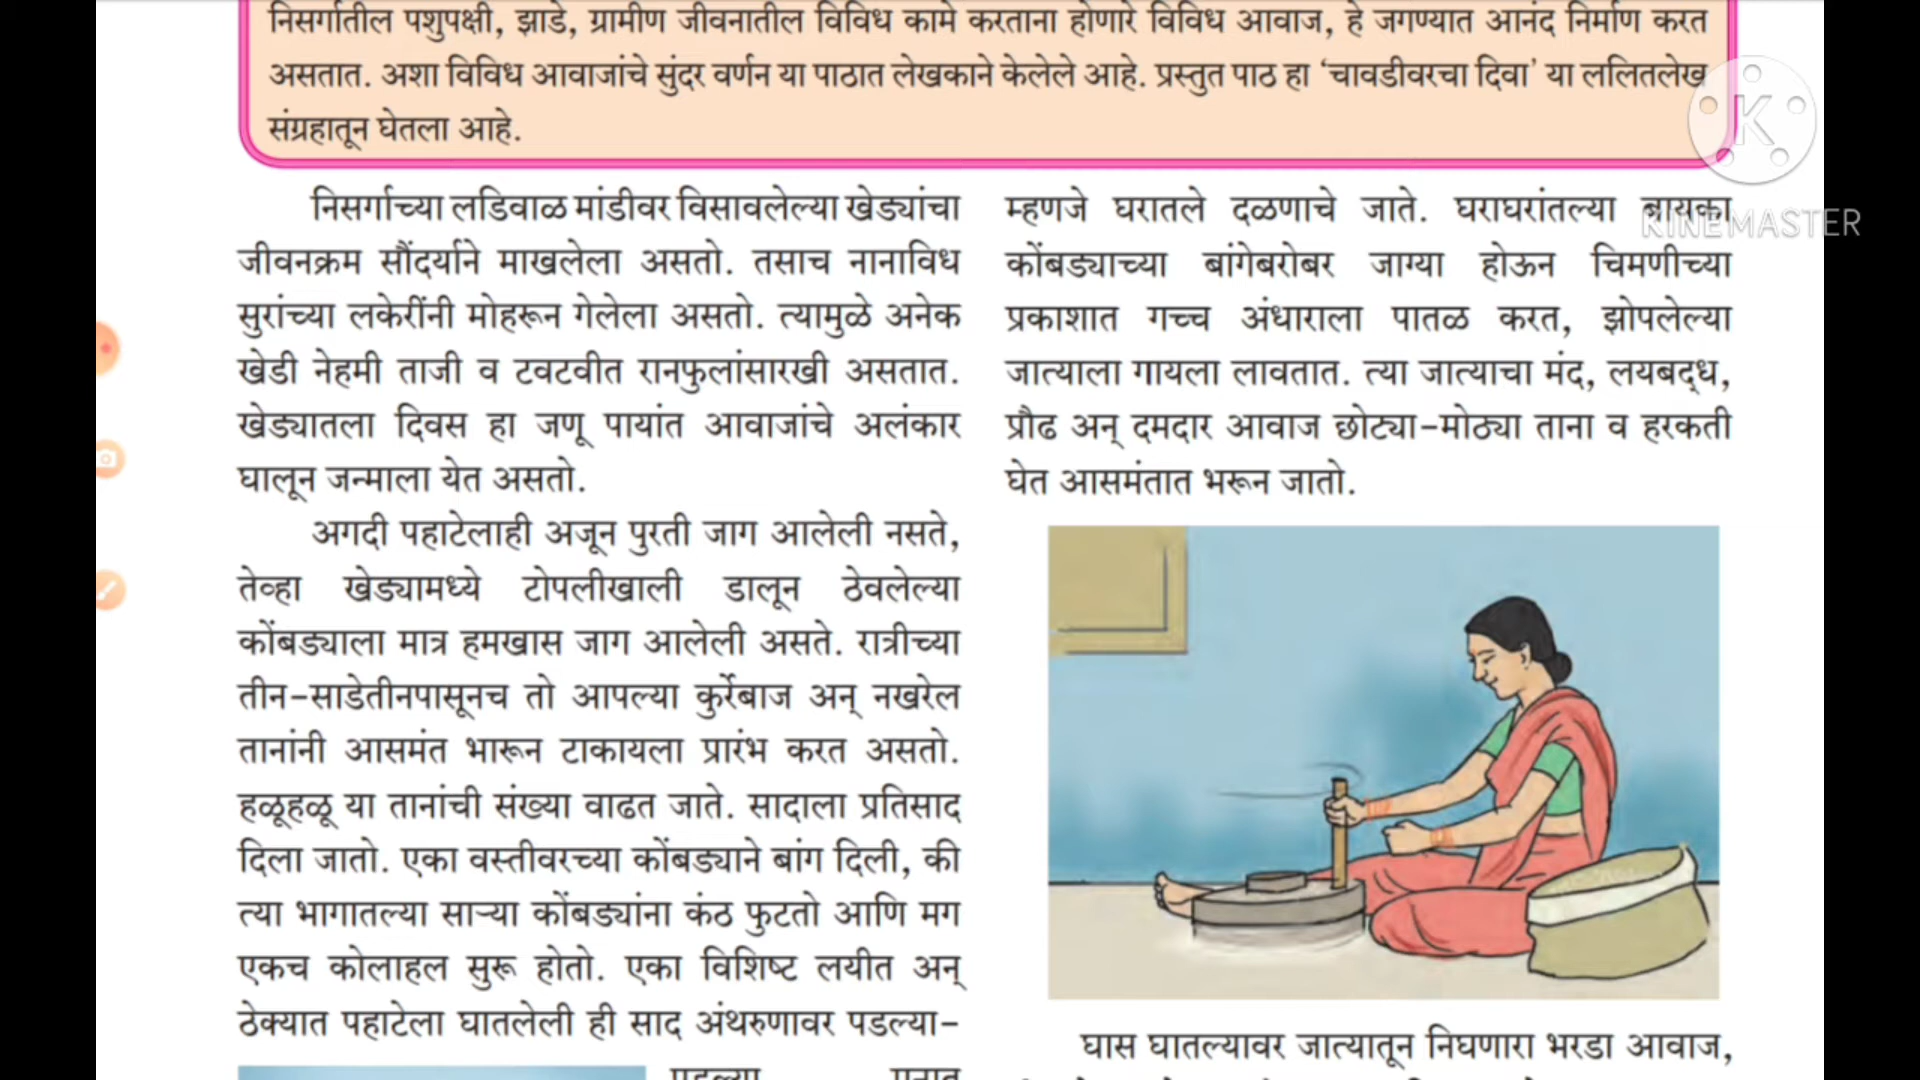 निसर्गातील पशुपक्षी, झाडे, ग्रामीण जीवनातील विविध कामे करताना होणारे विविध आवाज, हे जगण्यात आनंद निर्माण करत
असतात. अशा विविध आवाजांचे सुंदर वर्णन या पाठात लेखकाने केलेले आहे. प्रस्तुत पाठ हा ‘चावडीवरचा दिवा’ या ललितलेख
संग्रहातून घेतला आहे.
K
KINEMASTER
निसर्गाच्या लडिवाळ मांडीवर विसावलेल्या खेड्यांचा
जीवनक्रम सौंदर्याने माखलेला असतो. तसाच नानाविध
सुरांच्या लकेरींनी मोहरून गेलेला असतो. त्यामुळे अनेक
खेडी नेहमी ताजी व टवटवीत रानफुलांसारखी असतात.
खेड्यातला दिवस हा जणू पायांत आवाजांचे अलंकार
घालून जन्माला येत असतो.
अगदी पहाटेलाही अजून पुरती जाग आलेली नसते,
तेव्हा खेड्यामध्ये टोपलीखाली डालून ठेवलेल्या
कोंबड्याला मात्र हमखास जाग आलेली असते. रात्रीच्या
तीन-साडेतीनपासूनच तो आपल्या कुर्रेबाज अन् नखरेल
तानांनी आसमंत भारून टाकायला प्रारंभ करत असतो.
हळूहळू या तानांची संख्या वाढत जाते. सादाला प्रतिसाद
दिला जातो. एका वस्तीवरच्या कोंबड्याने बांग दिली, की
त्या भागातल्या साऱ्या कोंबड्यांना कंठ फुटतो आणि मग
एकच कोलाहल सुरू होतो. एका विशिष्ट लयीत अन्
ठेक्यात पहाटेला घातलेली ही साद अंथरुणावर पडल्या-
म्हणजे घरातले दळणाचे जाते. घराघरांतल्या बायका
कोंबड्याच्या बांगेबरोबर जाग्या होऊन चिमणीच्या
प्रकाशात गच्च अंधाराला पातळ करत, झोपलेल्या
जात्याला गायला लावतात. त्या जात्याचा मंद, लयबद्ध,
प्रौढ अन् दमदार आवाज छोट्या-मोठ्या ताना व हरकती
घेत आसमंतात भरून जातो.
घास घातल्यावर जात्यातून निघणारा भरडा आवाज,